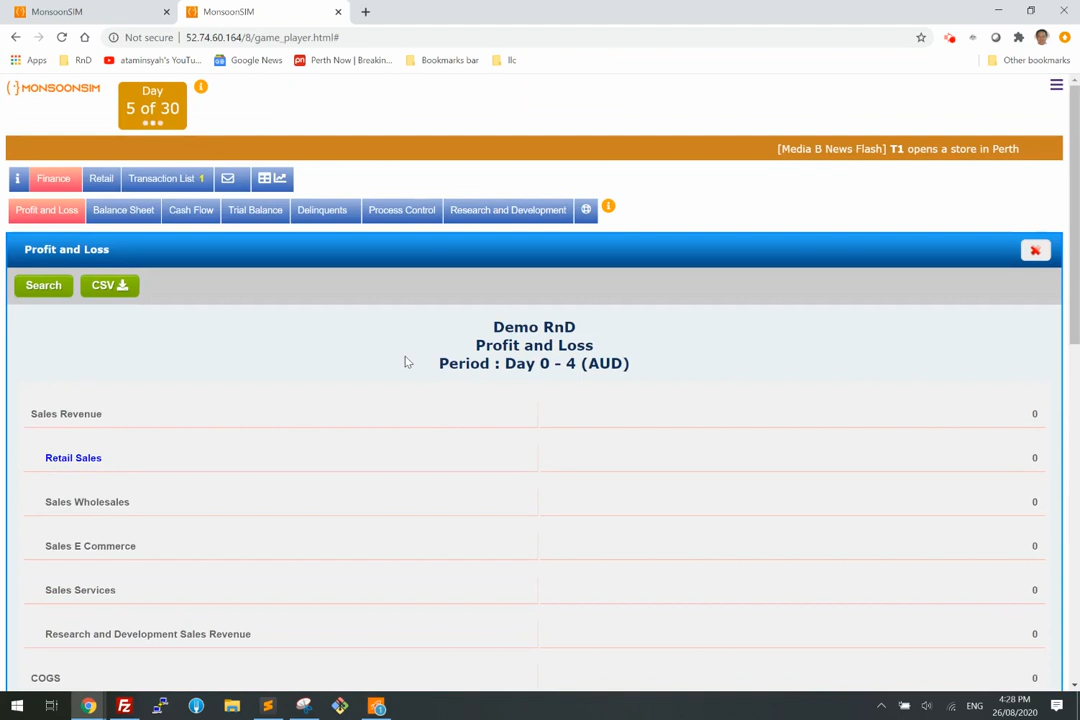 MonsoonSIM
MonsoonSIM
Not secure | 52.74.60.164/8/game_player.html#
Apps
RnD
ataminsyah's YouTu...
Google News
Perth Now | Breakin...
Bookmarks bar
llc
Other bookmarks
MONSOONSIM
Day
5 of 30
[Media B News Flash] T1 opens a store in Perth
Finance
Retail
Transaction List 1
Profit and Loss
Balance Sheet
Cash Flow
Trial Balance
Delinquents
Process Control
Research and Development
Profit and Loss
Search
CSV
Demo RnD
Profit and Loss
Period : Day 0 - 4 (AUD)
Sales Revenue 0
Retail Sales 0
Sales Wholesales 0
Sales E Commerce 0
Sales Services 0
Research and Development Sales Revenue 0
COGS 0
ENG
4:28 PM
26/08/2020